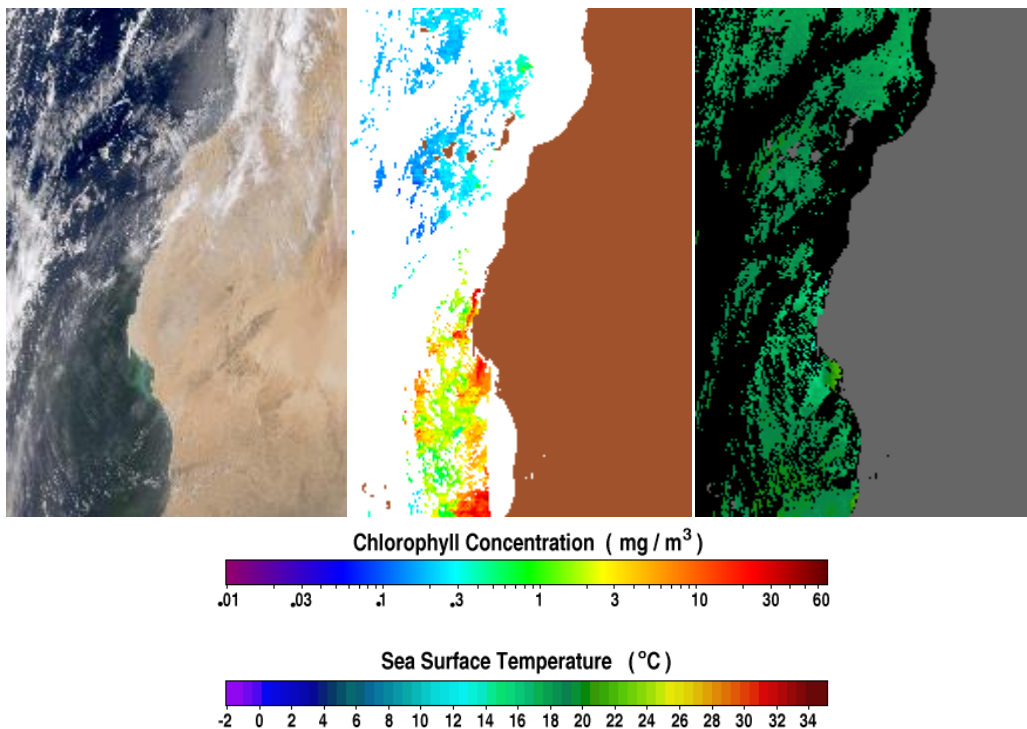 Chlorophyll Concentration ( mg / m³ )
.01 .03 .1 .3 1 3 10 30 60
Sea Surface Temperature (°C)
-2 0 2 4 6 8 10 12 14 16 18 20 22 24 26 28 30 32 34